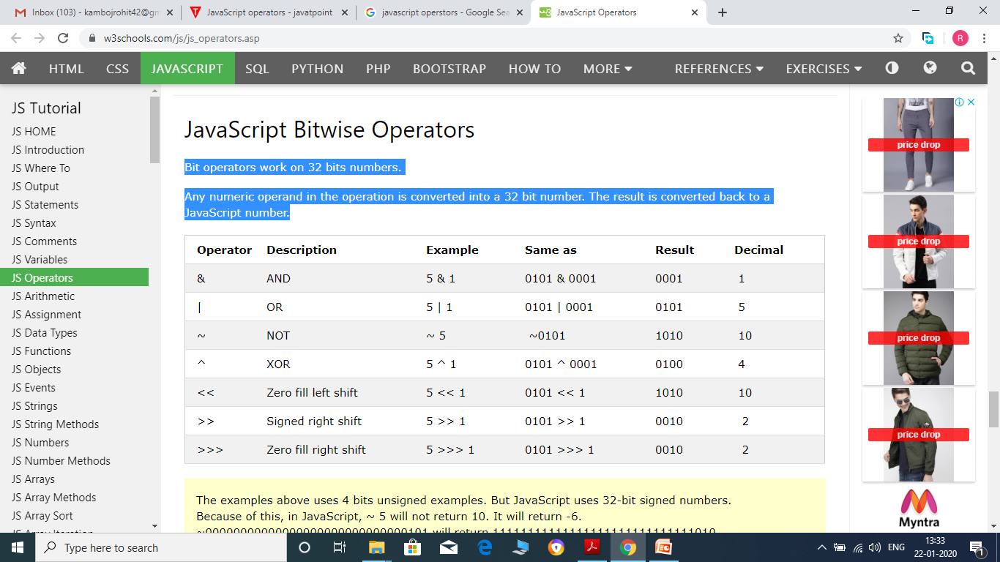 Inbox (103) - kambojrohit42@gm
JavaScript operators - javatpoint
javascript operstors - Google Sea
JavaScript Operators
w3schools.com/js/js_operators.asp
R
HTML CSS JAVASCRIPT SQL PYTHON PHP BOOTSTRAP HOW TO MORE REFERENCES EXERCISES
JS Tutorial
JS HOME
JS Introduction
JS Where To
JS Output
JS Statements
JS Syntax
JS Comments
JS Variables
JS Operators
JS Arithmetic
JS Assignment
JS Data Types
JS Functions
JS Objects
JS Events
JS Strings
JS String Methods
JS Numbers
JS Number Methods
JS Arrays
JS Array Methods
JS Array Sort
JS Array Iteration
JavaScript Bitwise Operators
Bit operators work on 32 bits numbers.
Any numeric operand in the operation is converted into a 32 bit number. The result is converted back to a
JavaScript number.
Operator Description Example Same as Result Decimal
& AND 5 & 1 0101 & 0001 0001 1
| OR 5 | 1 0101 | 0001 0101 5
~ NOT ~ 5 ~0101 1010 10
^ XOR 5 ^ 1 0101 ^ 0001 0100 4
<< Zero fill left shift 5 << 1 0101 << 1 1010 10
>> Signed right shift 5 >> 1 0101 >> 1 0010 2
>>> Zero fill right shift 5 >>> 1 0101 >>> 1 0010 2
The examples above uses 4 bits unsigned examples. But JavaScript uses 32-bit signed numbers.
Because of this, in JavaScript, ~ 5 will not return 10. It will return -6.
will return
price drop
price drop
price drop
price drop
Myntra
Type here to search
ENG
13:33
22-01-2020
1